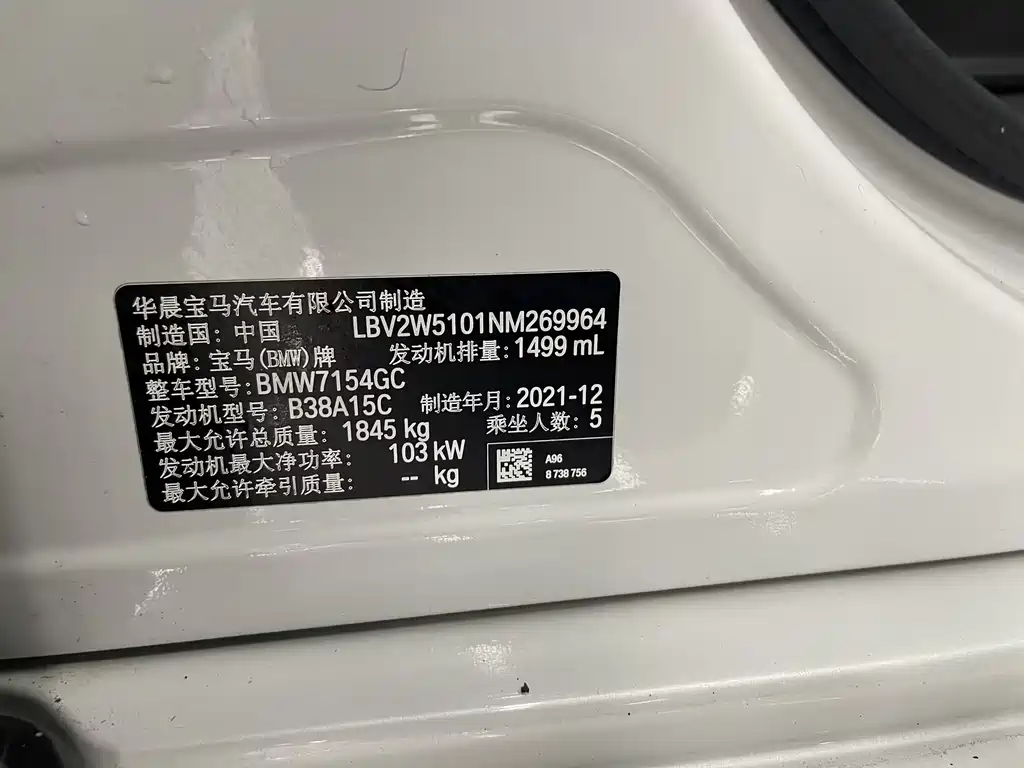 华晨宝马汽车有限公司制造
制造国：中国 LBV2W5101NM269964
品牌：宝马(BMW)牌 发动机排量：1499 mL
整车型号：BMW7154GC
发动机型号：B38A15C 制造年月：2021-12
最大允许总质量：1845 kg 乘坐人数：5
发动机最大净功率：103 kW
最大允许牵引质量：-- kg
A96
8 738 756